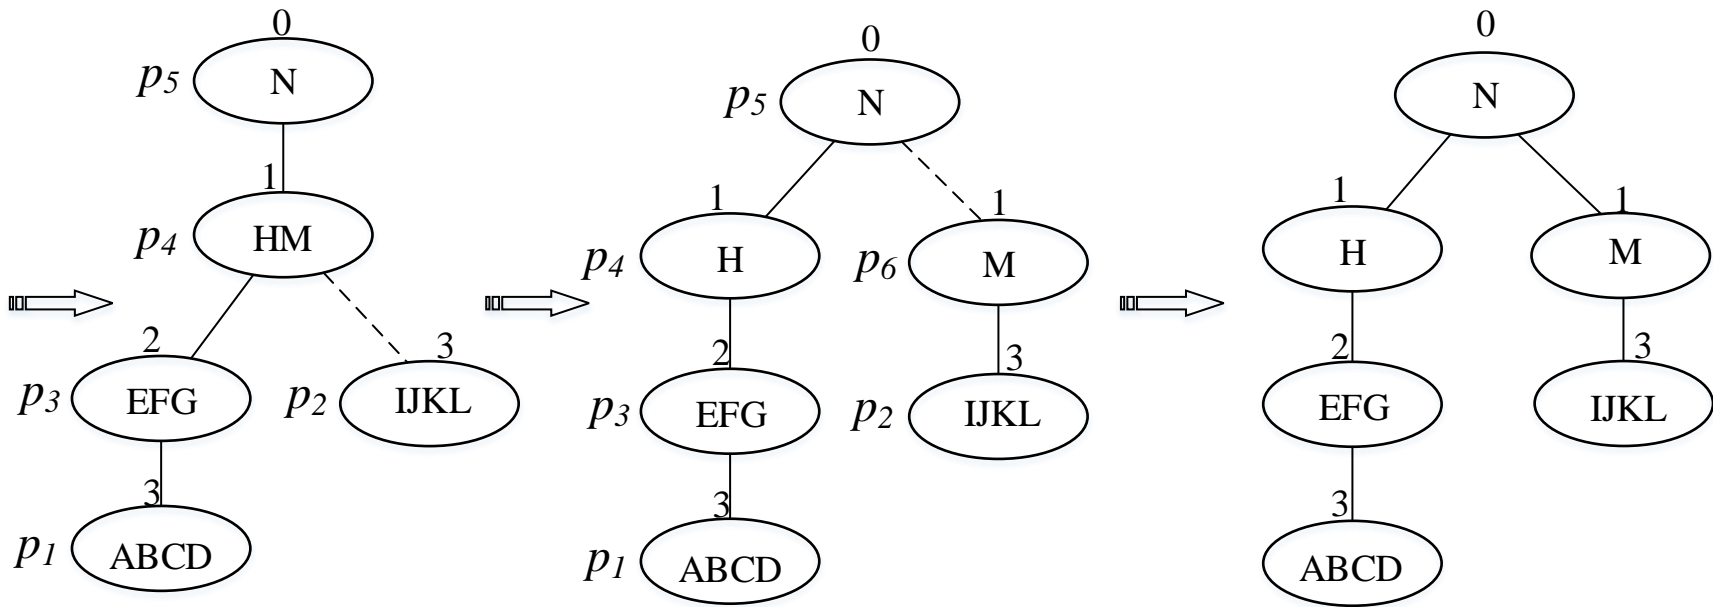 0
p5 N
1
p4 HM
2
p3 EFG
3
p2 IJKL
3
p1 ABCD
0
p5 N
1
p4 H
1
p6 M
2
p3 EFG
3
p2 IJKL
3
p1 ABCD
0
N
1
H
1
M
2
EFG
3
IJKL
3
ABCD